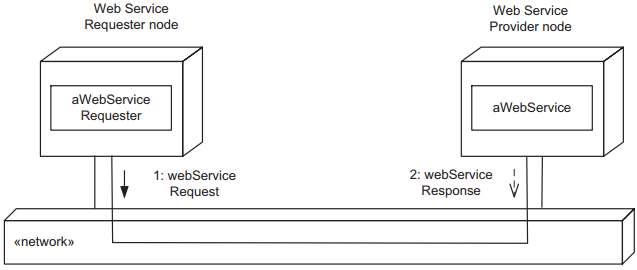 Web Service
Requester node
Web Service
Provider node
aWebService
Requester
aWebService
1: webService
Request
2: webService
Response
«network»